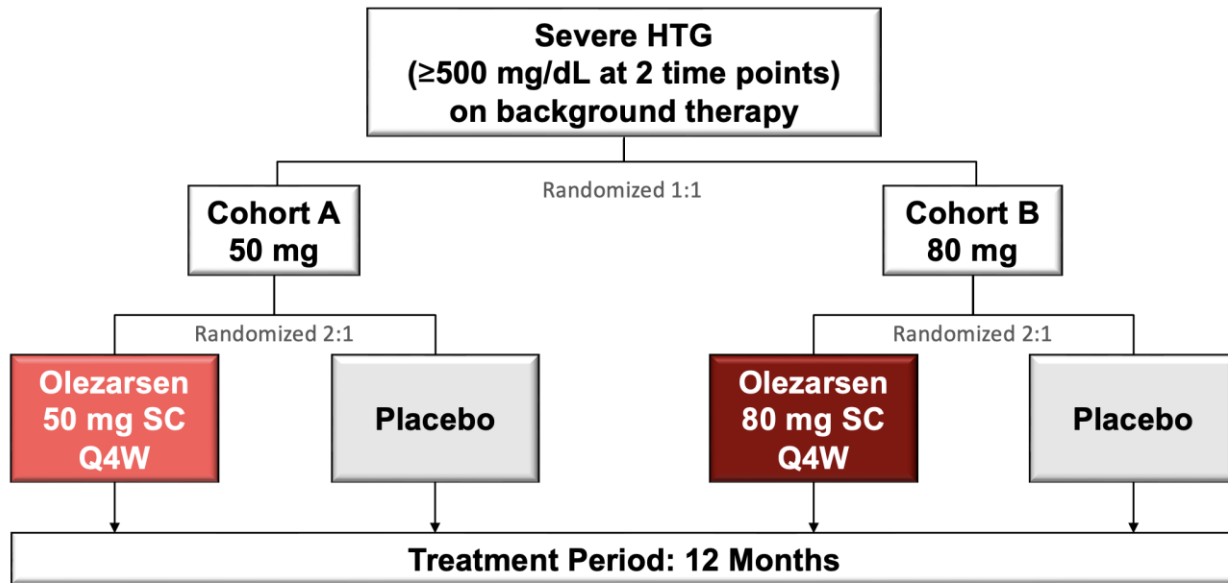 Severe HTG
(≥500 mg/dL at 2 time points)
on background therapy
Randomized 1:1
Cohort A
50 mg
Cohort B
80 mg
Randomized 2:1
Randomized 2:1
Olezarsen
50 mg SC
Q4W
Placebo
Olezarsen
80 mg SC
Q4W
Placebo
Treatment Period: 12 Months